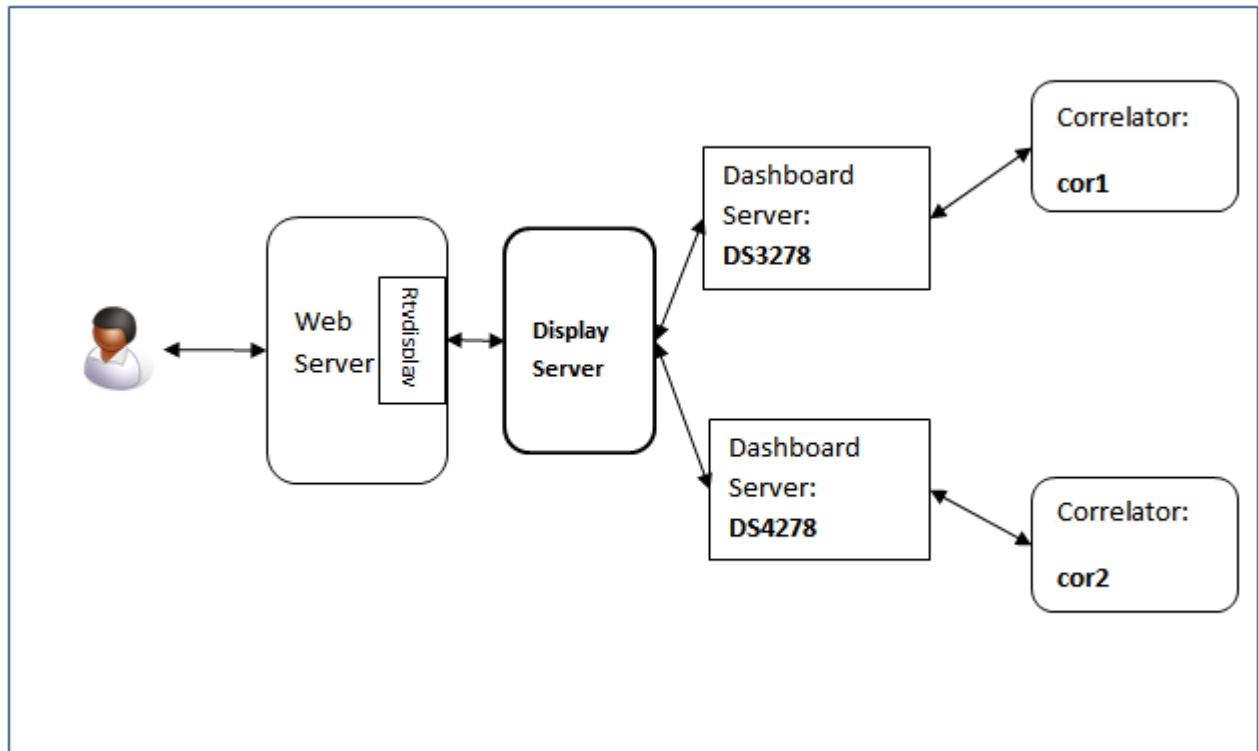 Web
Server
Rtvdisplay
Display
Server
Dashboard
Server:
DS3278
Correlator:
cor1
Dashboard
Server:
DS4278
Correlator:
cor2